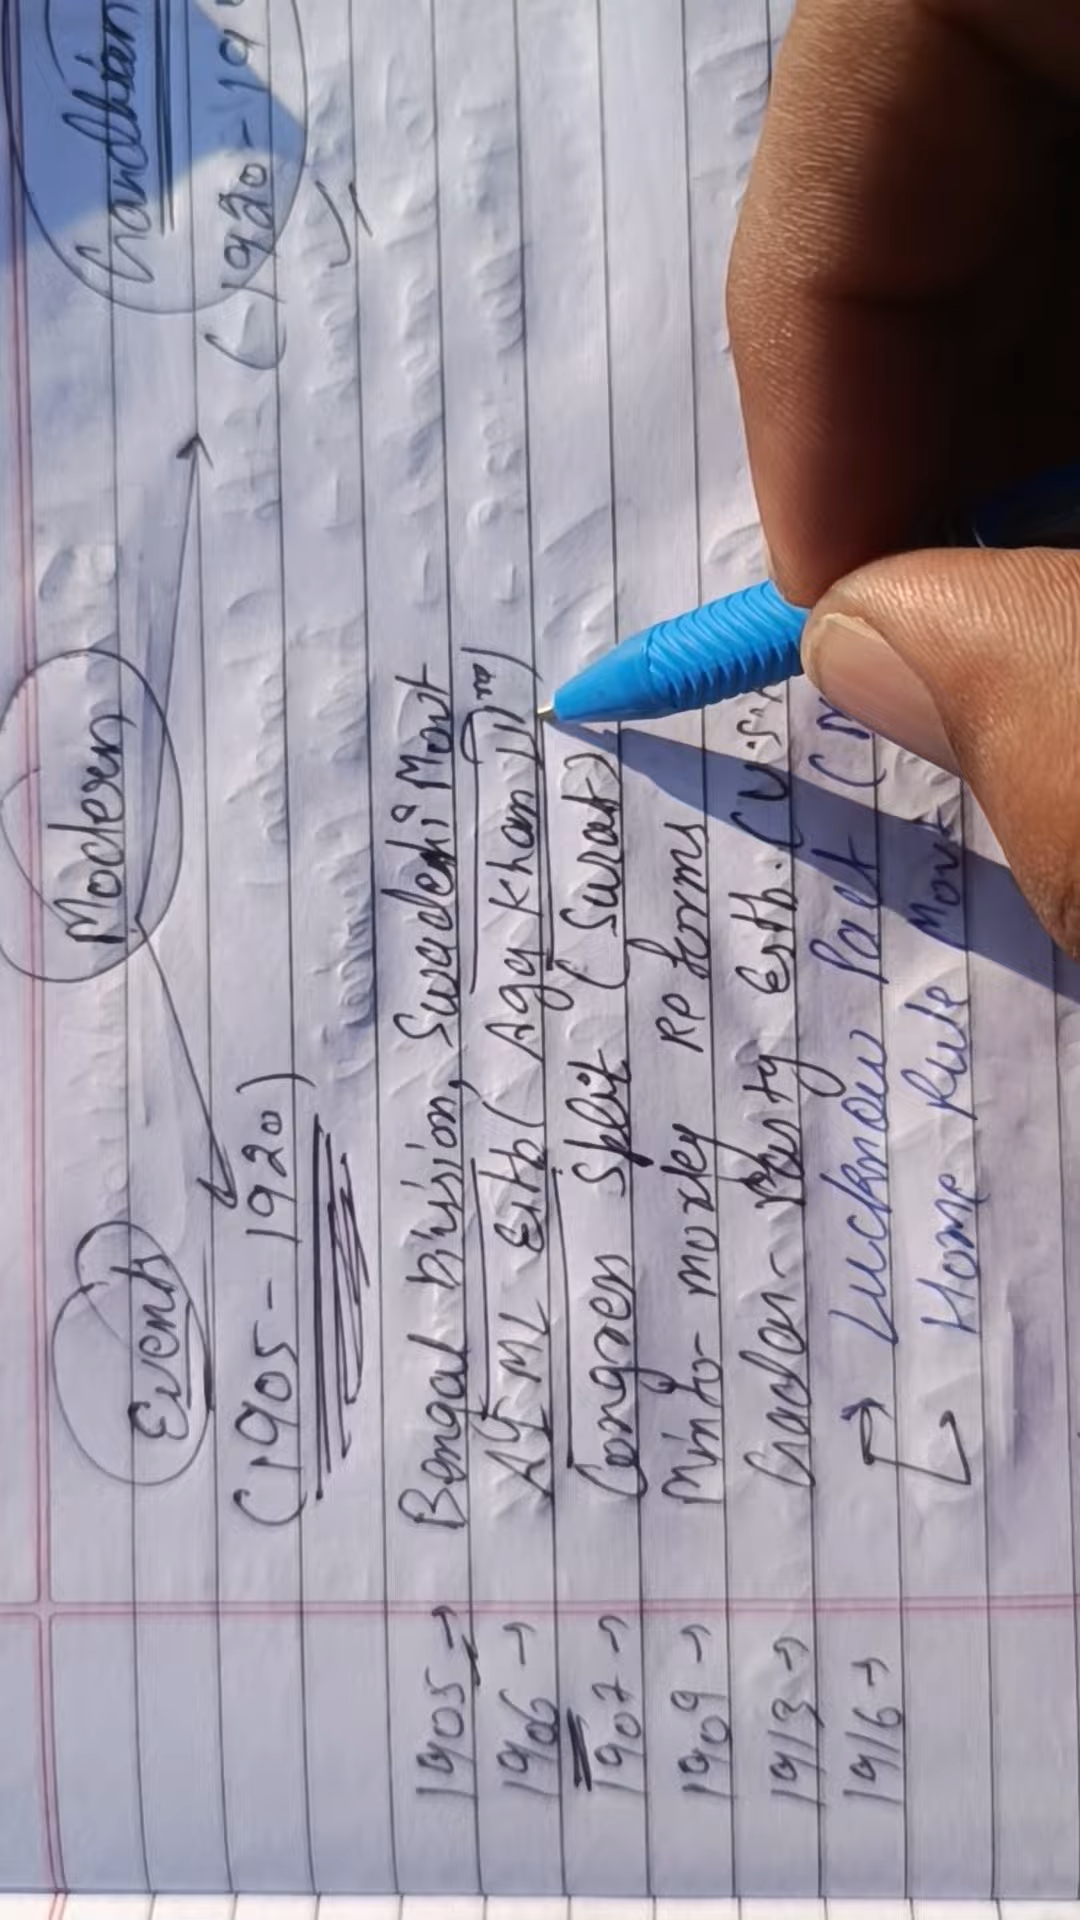 Events Modern Gandhian
(1905-1920) (1920-19
1905 → Bengal Division, Swadeshi Movt
1906 → AIML Estb ( Aga Khan III
1907 → Congress Split ( Surat)
1909 → Minto-morley Reforms
1913 → Gadar- Party Estb. (U.S.
1916 → Lucknow Pact (
Home Rule Movt